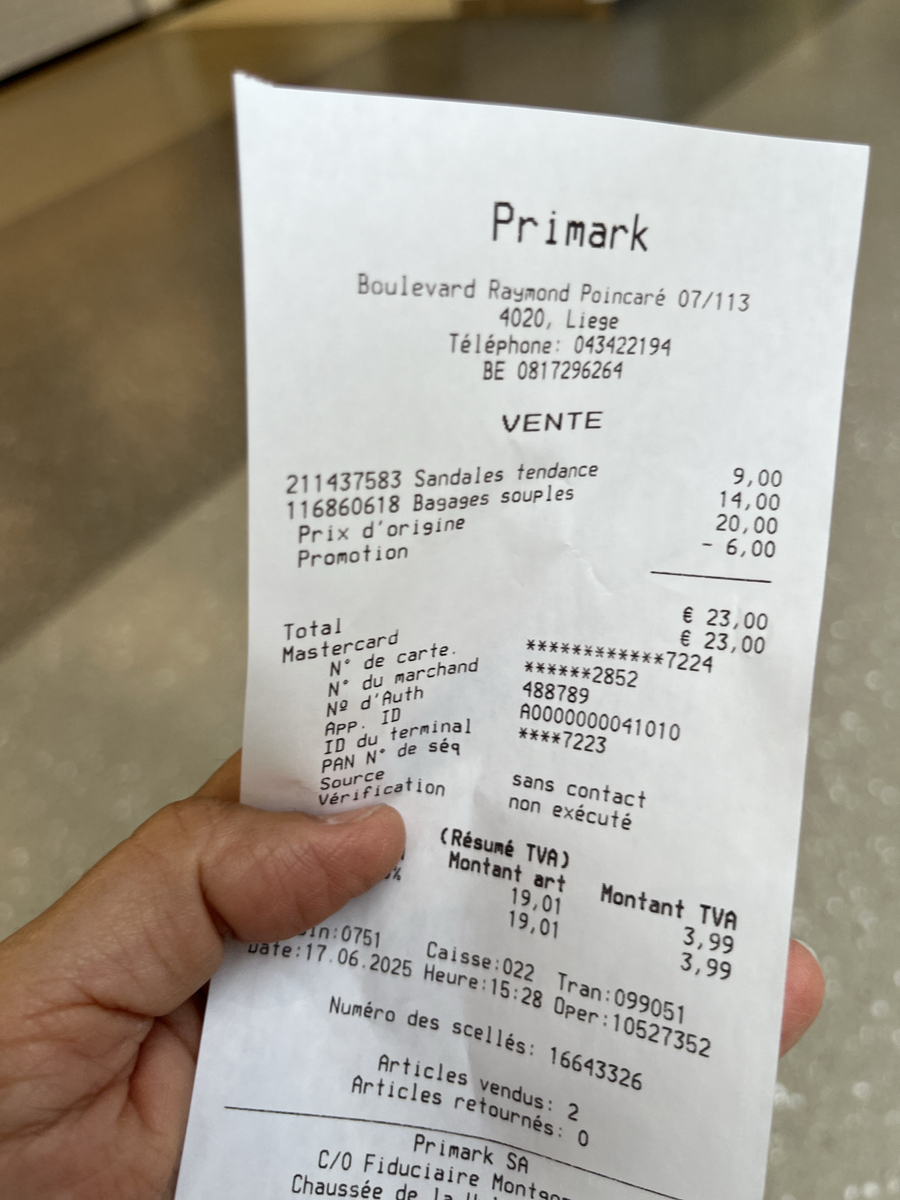 Primark
Boulevard Raymond Poincaré 07/113
4020, Liege
Téléphone: 043422194
BE 0817296264
VENTE
211437583 Sandales tendance 9,00
116860618 Bagages souples 14,00
Prix d'origine 20,00
Promotion - 6,00
Total € 23,00
Mastercard € 23,00
N° de carte. ************7224
N° du marchand ******2852
Nº d'Auth 488789
App. ID A0000000041010
ID du terminal ****7223
PAN N° de séq
Source sans contact
Vérification non exécuté
(Résumé TVA)
Montant art Montant TVA
19,01 3,99
% 19,01 3,99
:0751 Caisse:022 Tran:099051
Date:17.06.2025 Heure:15:28 Oper:10527352
Numéro des scellés: 16643326
Articles vendus: 2
Articles retournés: 0
Primark SA
C/O Fiduciaire
Chaussée de la